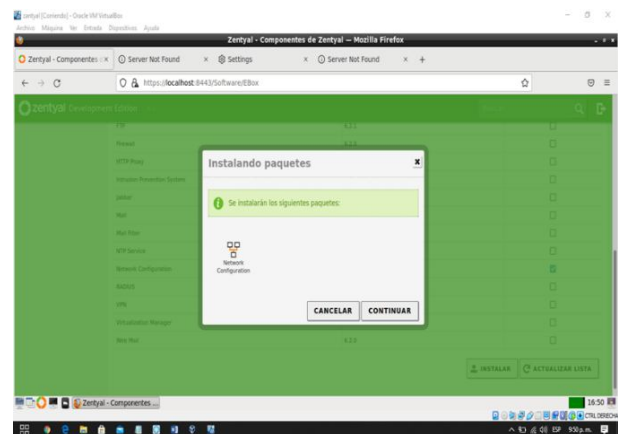 zentyal [Corriendo] - Oracle VM VirtualBox
Archivo Máquina Ver Entrada Dispositivos Ayuda
Zentyal - Componentes de Zentyal — Mozilla Firefox
Zentyal - Componentes
Server Not Found
Settings
Server Not Found
https://localhost:8443/Software/EBox
zentyal Development Edition
FTP
Firewall
HTTP Proxy
Intrusion Prevention System
Jabber
Mail
Mail Filter
NTP Service
Network Configuration
RADIUS
VPN
Virtualization Manager
Web Mail
Instalando paquetes
Se instalarán los siguientes paquetes:
Network
Configuration
CANCELAR CONTINUAR
INSTALAR ACTUALIZAR LISTA
Zentyal - Componentes ...
16:50
CTRL DERECHA
ESP 9:50 p. m.